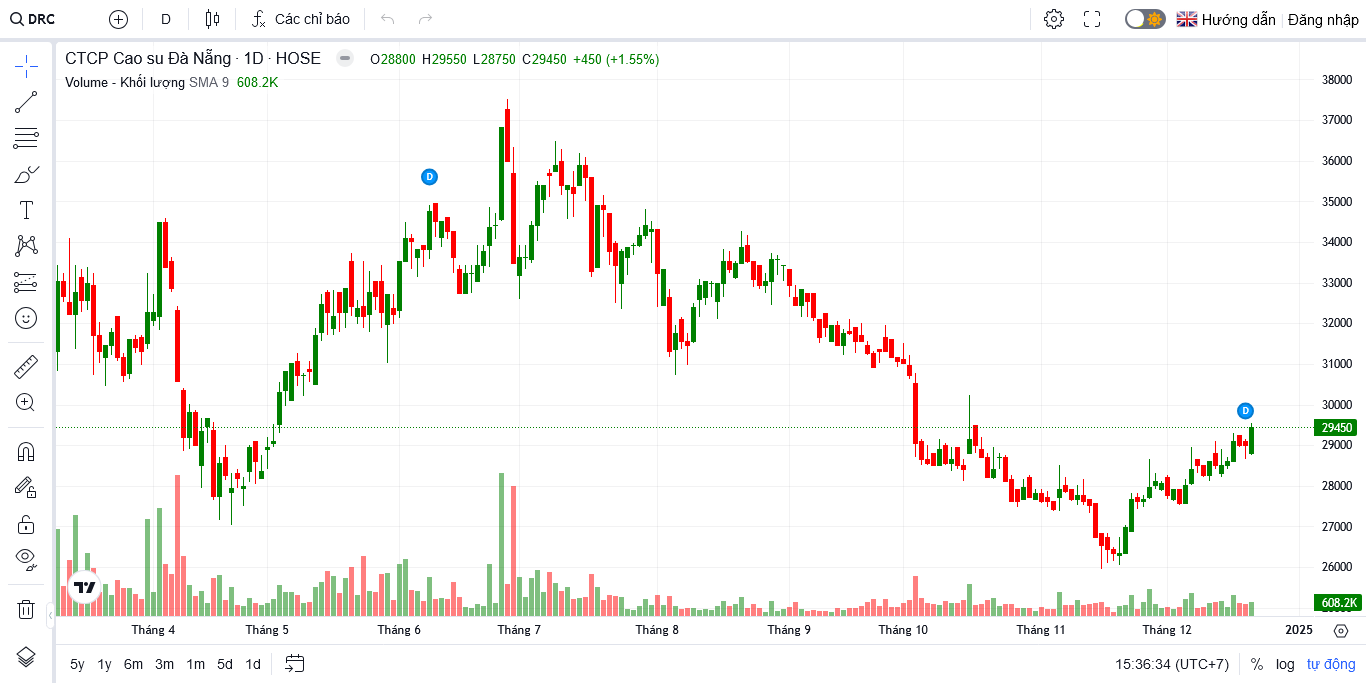 DRC D Các chỉ báo Hướng dẫn Đăng nhập
CTCP Cao su Đà Nẵng · 1D · HOSE O28800 H29550 L28750 C29450 +450 (+1.55%)
Volume - Khối lượng SMA 9 608.2K
38000
37000
36000
35000
34000
33000
32000
31000
30000
29450
29000
28000
27000
26000
608.2K
D
D
Tháng 4 Tháng 5 Tháng 6 Tháng 7 Tháng 8 Tháng 9 Tháng 10 Tháng 11 Tháng 12 2025
5y 1y 6m 3m 1m 5d 1d 15:36:34 (UTC+7) % log tự động